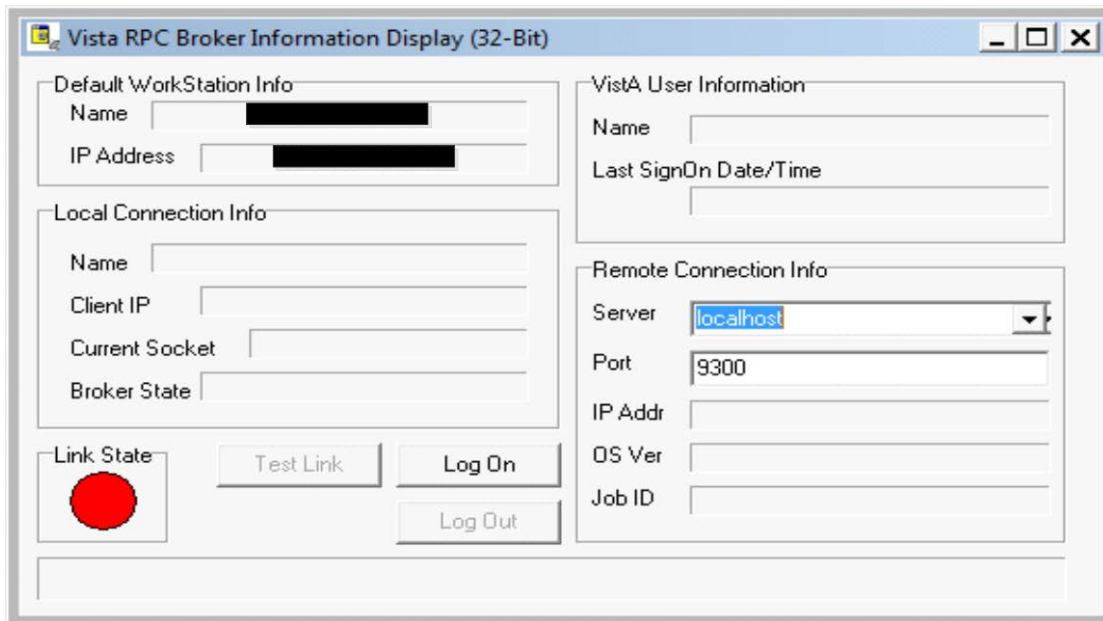 Vista RPC Broker Information Display (32-Bit)
Default WorkStation Info
Name
IP Address
Local Connection Info
Name
Client IP
Current Socket
Broker State
Link State
Test Link
Log On
Log Out
VistA User Information
Name
Last SignOn Date/Time
Remote Connection Info
Server localhost
Port 9300
IP Addr
OS Ver
Job ID